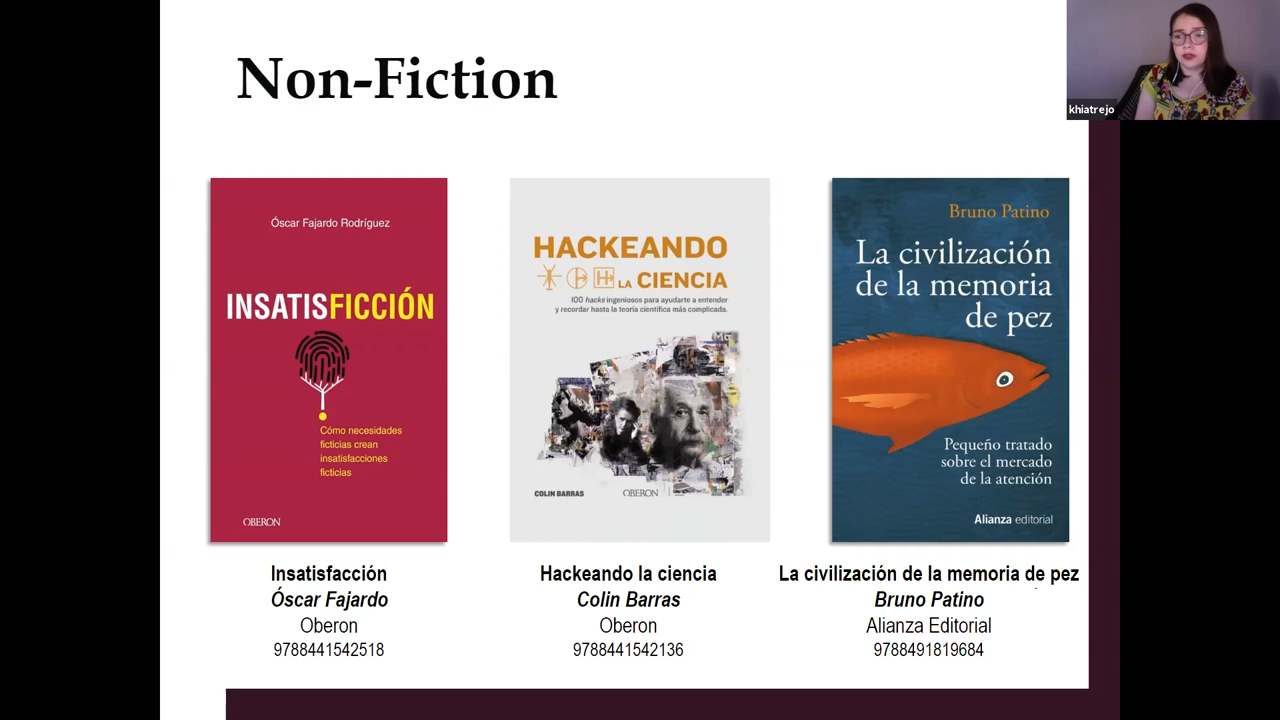 Non-Fiction
khiatrejo
Óscar Fajardo Rodríguez
INSATISFICCIÓN
Cómo necesidades
ficticias crean
insatisfacciones
ficticias
OBERON
HACKEANDO
LA CIENCIA
100 hacks ingeniosos para ayudarte a entender
y recordar hasta la teoría científica más complicada.
COLIN BARRAS
OBERON
Bruno Patino
La civilización
de la memoria
de pez
Pequeño tratado
sobre el mercado
de la atención
Alianza editorial
Insatisfacción
Óscar Fajardo
Oberon
9788441542518
Hackeando la ciencia
Colin Barras
Oberon
9788441542136
La civilización de la memoria de pez
Bruno Patino
Alianza Editorial
9788491819684